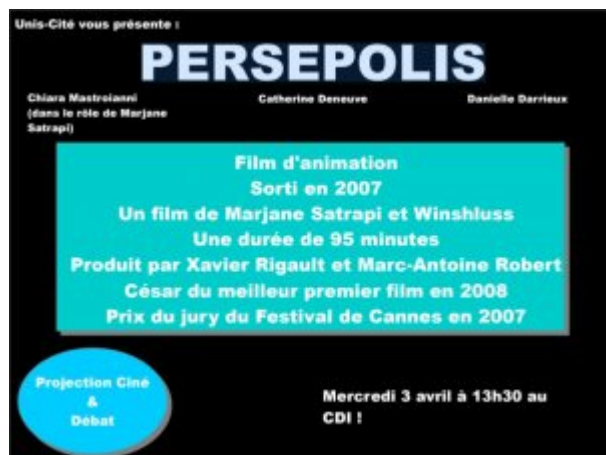 Unis-Cité vous présente :
PERSEPOLIS
Chiara Mastroianni
(dans le rôle de Marjane
Satrapi)
Catherine Deneuve
Danielle Darrieux
Film d'animation
Sorti en 2007
Un film de Marjane Satrapi et Winshluss
Une durée de 95 minutes
Produit par Xavier Rigault et Marc-Antoine Robert
César du meilleur premier film en 2008
Prix du jury du Festival de Cannes en 2007
Projection Ciné
&
Débat
Mercredi 3 avril à 13h30 au
CDI !